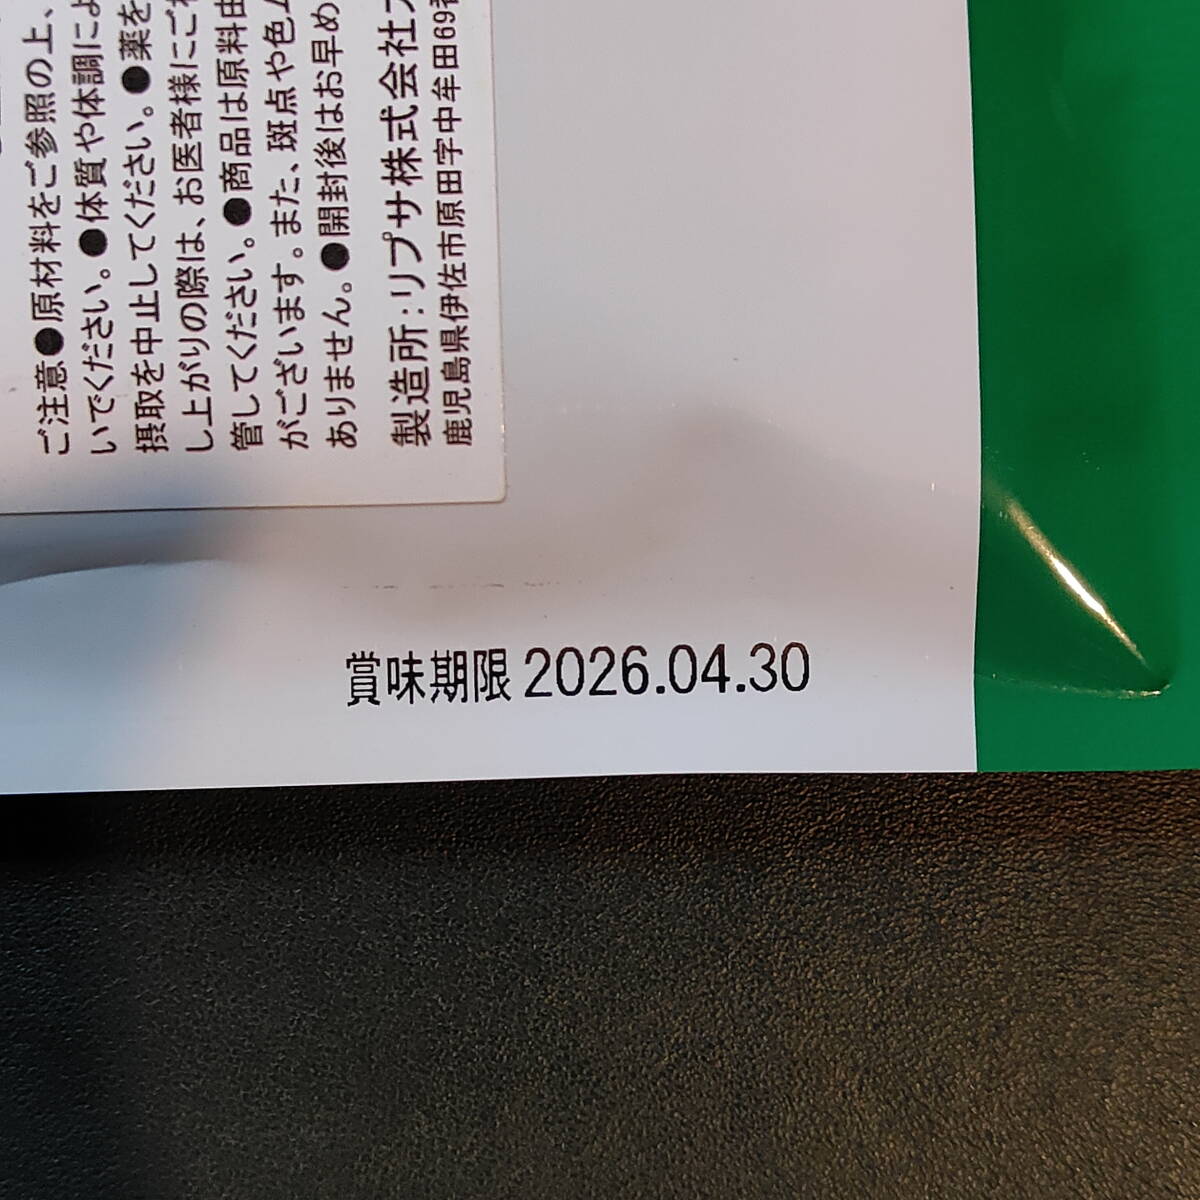 ご注意●原材料をご参照の上、
いでください。●体質や体調によ
摂取を中止してください。●薬を
し上がりの際は、お医者様にご相
管してください。●商品は原料由
がございます。また、斑点や色ム
ありません。●開封後はお早め
製造所:リプサ株式会社
鹿児島県伊佐市原田字中牟田69番
賞味期限 2026.04.30